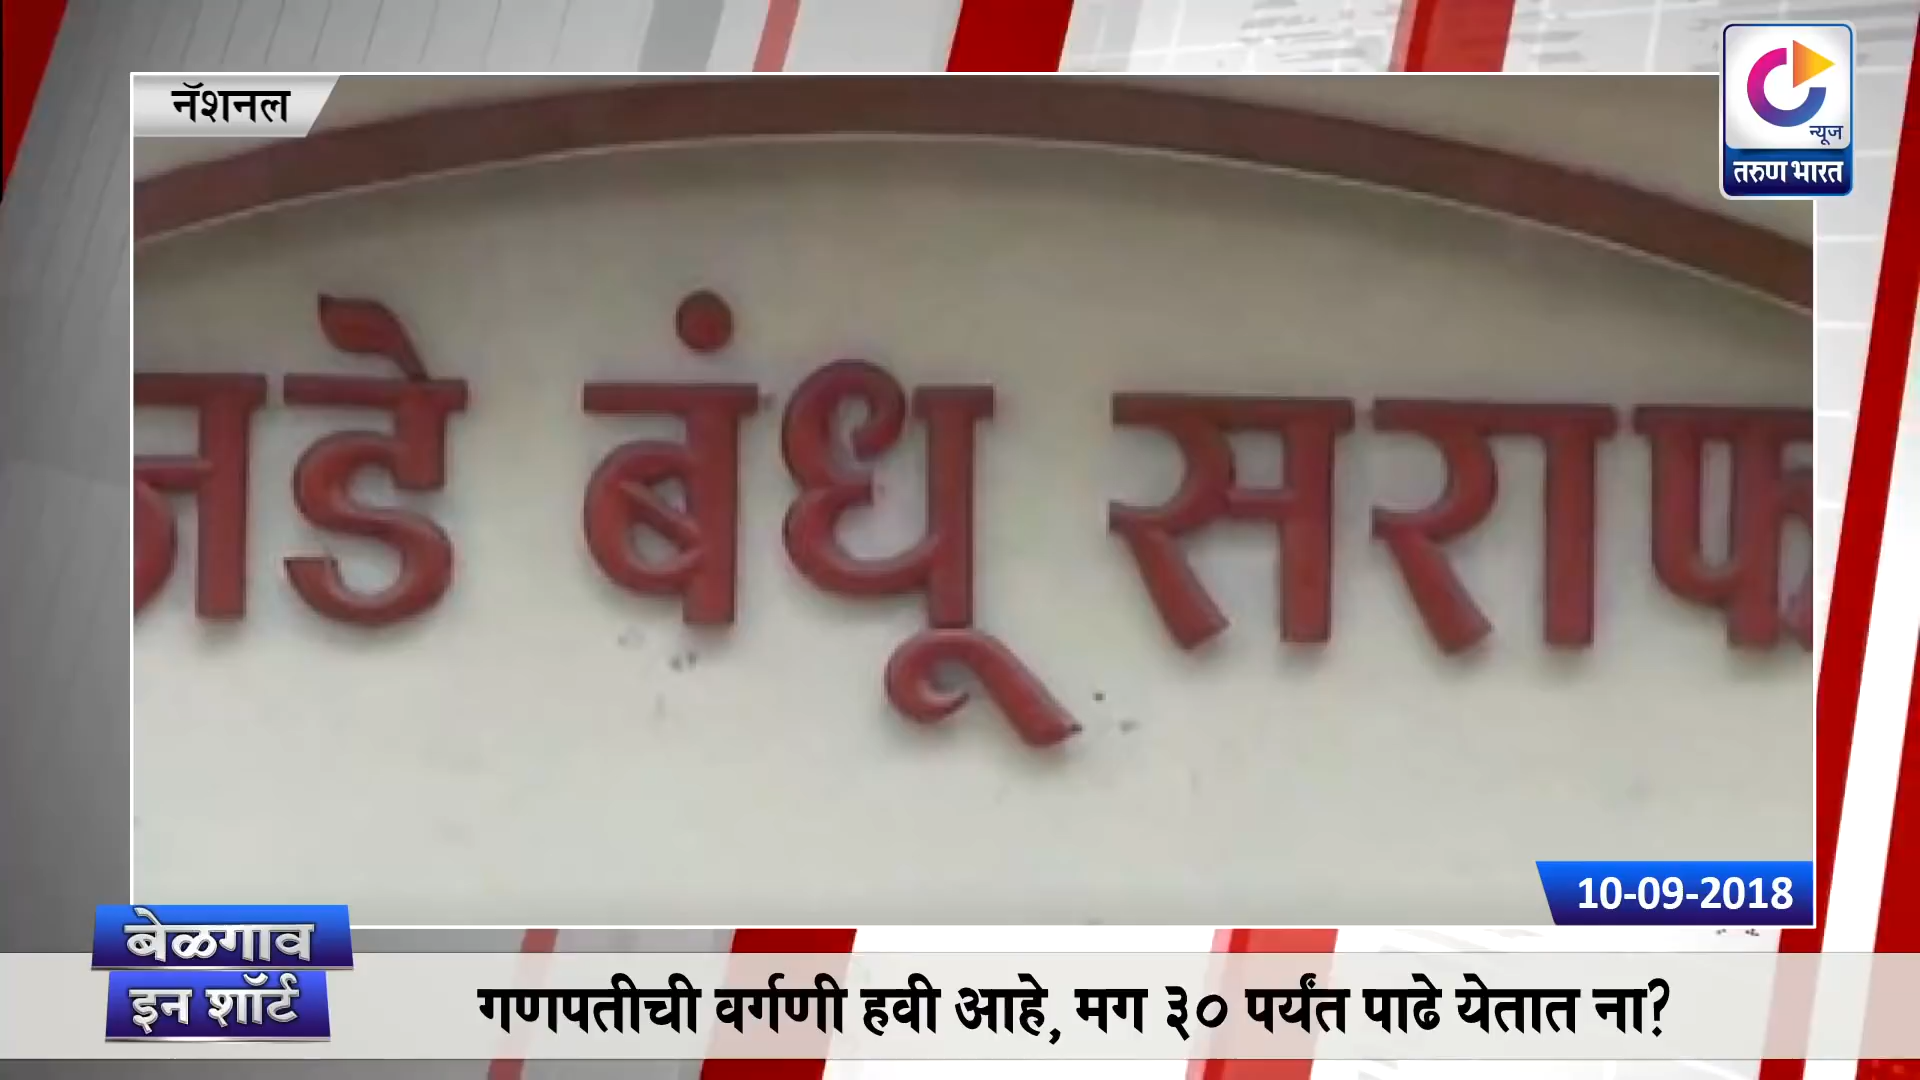 नॅशनल
न्यूज
तरुण भारत
बंधू सराफ
10-09-2018
बेळगाव
इन शॉर्ट
गणपतीची वर्गणी हवी आहे, मग ३० पर्यंत पाढे येतात ना?